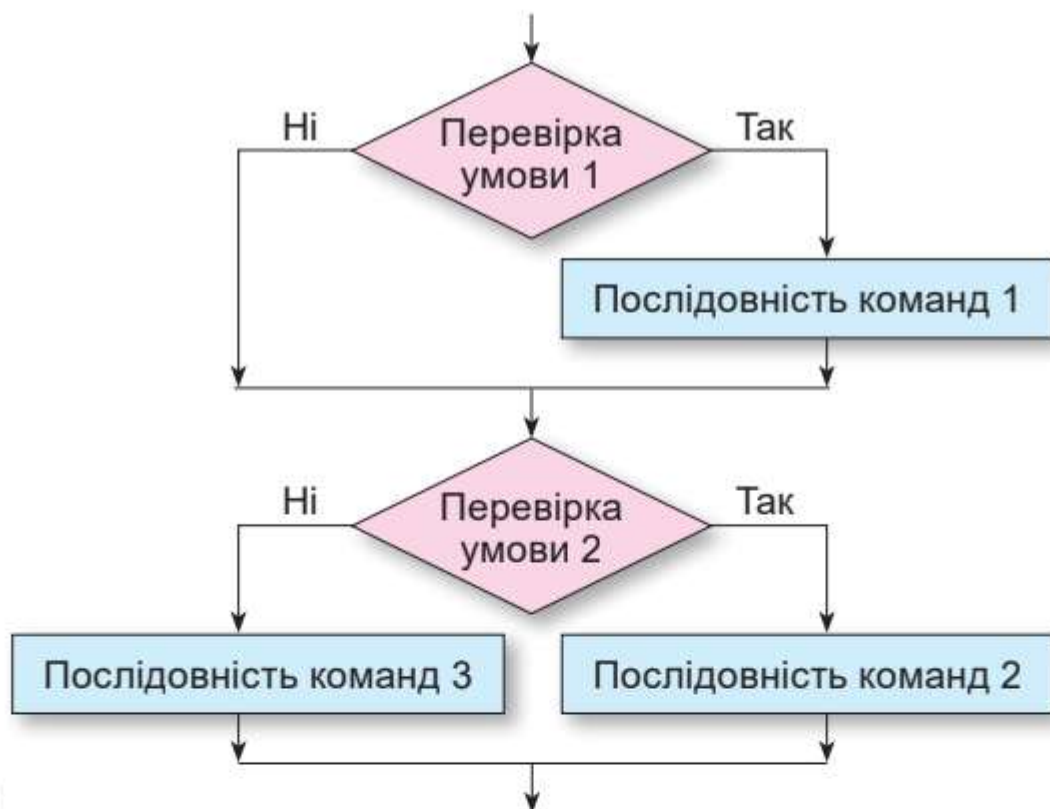 Ні
Перевірка
умови 1
Так
Послідовність команд 1
Ні
Перевірка
умови 2
Так
Послідовність команд 3
Послідовність команд 2